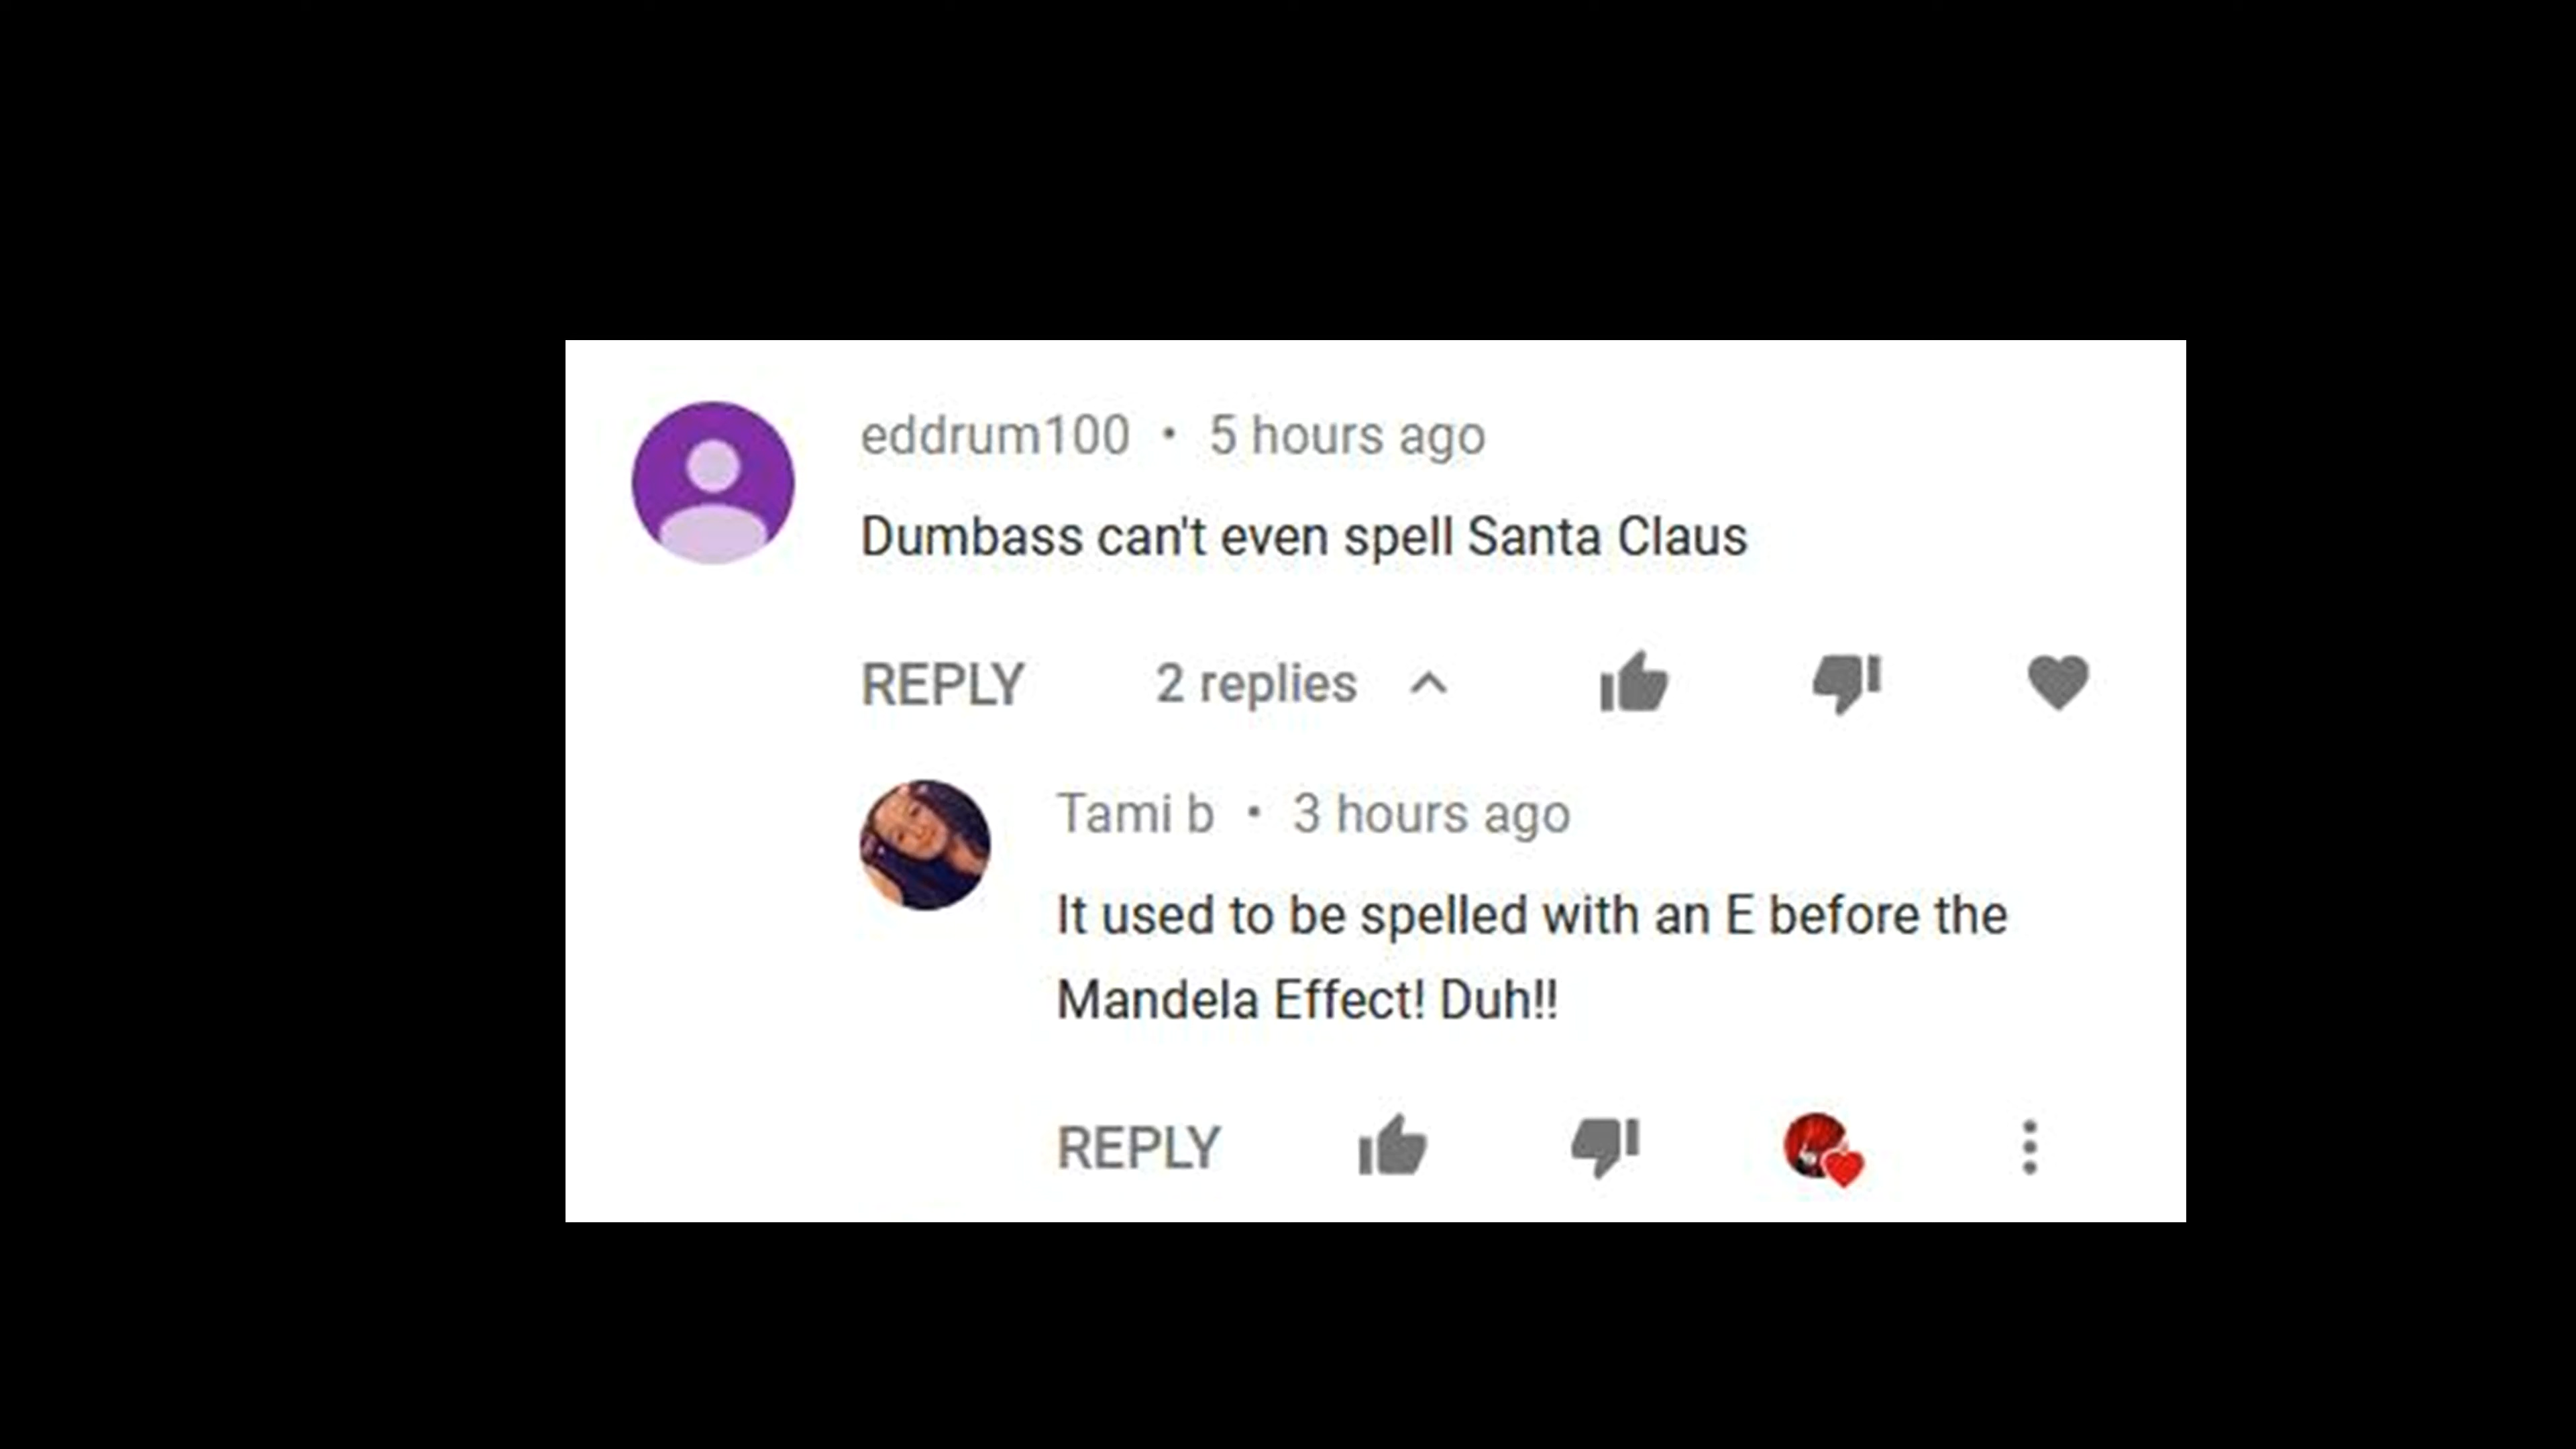 eddrum100 • 5 hours ago
Dumbass can't even spell Santa Claus
REPLY 2 replies
Tami b • 3 hours ago
It used to be spelled with an E before the
Mandela Effect! Duh!!
REPLY